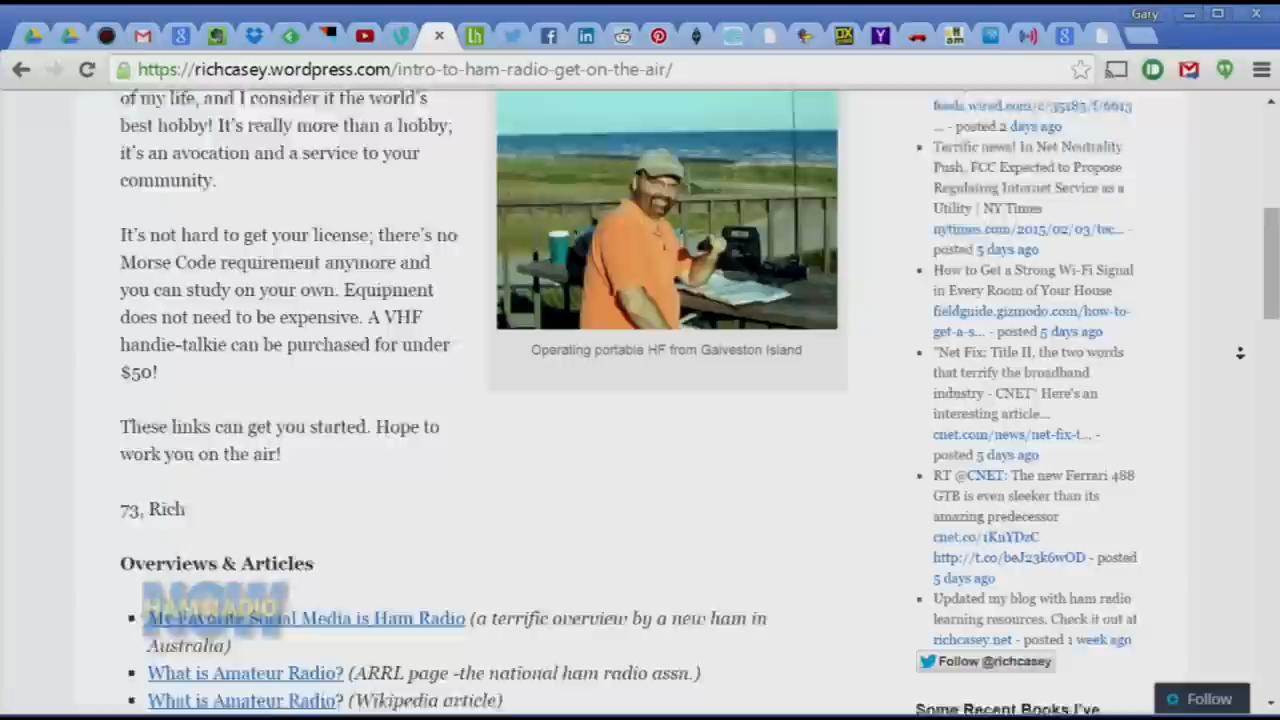 Gary
https://richcasey.wordpress.com/intro-to-ham-radio-get-on-the-air/
of my life, and I consider it the world's
best hobby! It's really more than a hobby;
it's an avocation and a service to your
community.
It's not hard to get your license; there's no
Morse Code requirement anymore and
you can study on your own. Equipment
does not need to be expensive. A VHF
handie-talkie can be purchased for under
$50!
These links can get you started. Hope to
work you on the air!
73, Rich
Operating portable HF from Galveston Island
Overviews & Articles
My Favorite Social Media is Ham Radio (a terrific overview by a new ham in
Australia)
What is Amateur Radio? (ARRL page -the national ham radio assn.)
What is Amateur Radio? (Wikipedia article)
HAM RADIO
NOW
feeds.wired.com/c/35185/f/6613
... - posted 2 days ago
Terrific news! In Net Neutrality
Push, FCC Expected to Propose
Regulating Internet Service as a
Utility | NY Times
nytimes.com/2015/02/03/tec... -
posted 5 days ago
How to Get a Strong Wi-Fi Signal
in Every Room of Your House
fieldguide.gizmodo.com/how-to-
get-a-s... - posted 5 days ago
"Net Fix: Title II, the two words
that terrify the broadband
industry - CNET" Here's an
interesting article...
cnet.com/news/net-fix-t... -
posted 5 days ago
RT @CNET: The new Ferrari 488
GTB is even sleeker than its
amazing predecessor
cnet.co/1KnYDzC
http://t.co/beJ23k6wOD - posted
5 days ago
Updated my blog with ham radio
learning resources. Check it out at
richcasey.net - posted 1 week ago
Follow @richcasey
Some Recent Books I've
Follow